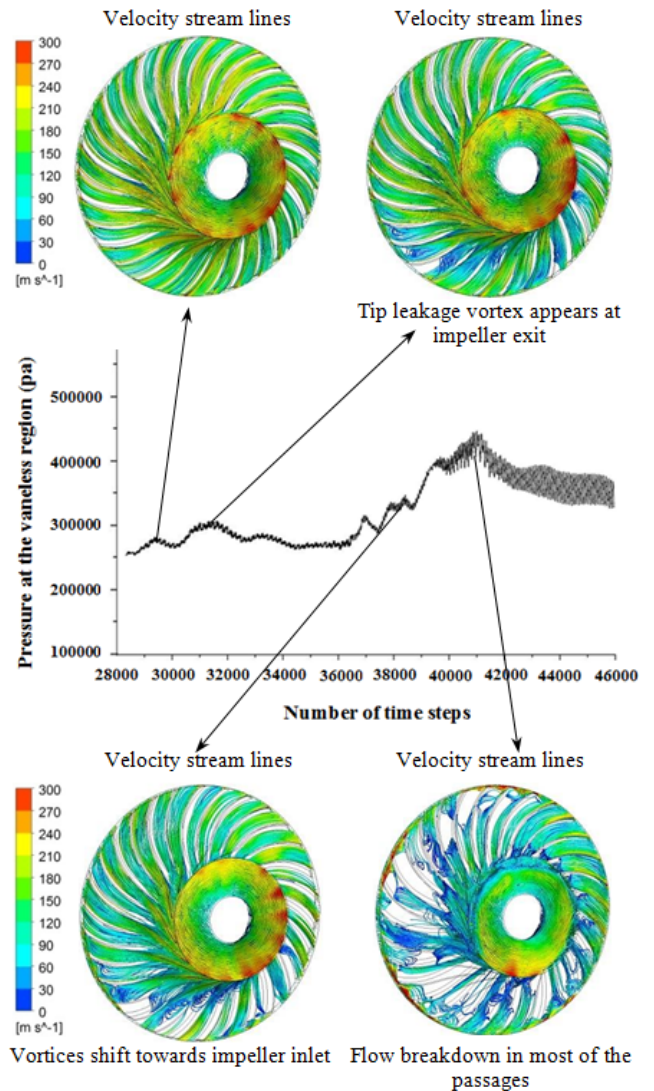 Velocity stream lines
Velocity stream lines
300
270
240
210
180
150
120
90
60
30
0
[m s^-1]
Tip leakage vortex appears at
impeller exit
Pressure at the vaneless region (pa)
500000
400000
300000
200000
100000
28000 30000 32000 34000 36000 38000 40000 42000 44000 46000
Number of time steps
Velocity stream lines
Velocity stream lines
300
270
240
210
180
150
120
90
60
30
0
[m s^-1]
Vortices shift towards impeller inlet
Flow breakdown in most of the
passages